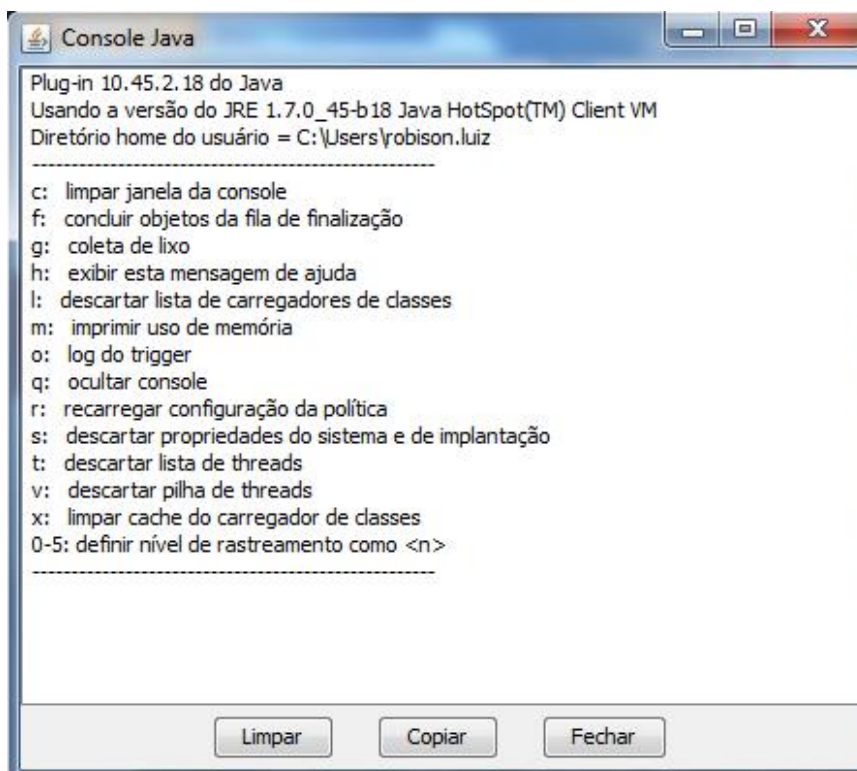 Console Java
Plug-in 10.45.2.18 do Java
Usando a versão do JRE 1.7.0_45-b18 Java HotSpot(TM) Client VM
Diretório home do usuário = C:\Users\robison.luiz
----------------------------------------------------
c: limpar janela da console
f: concluir objetos da fila de finalização
g: coleta de lixo
h: exibir esta mensagem de ajuda
l: descartar lista de carregadores de classes
m: imprimir uso de memória
o: log do trigger
q: ocultar console
r: recarregar configuração da política
s: descartar propriedades do sistema e de implantação
t: descartar lista de threads
v: descartar pilha de threads
x: limpar cache do carregador de classes
0-5: definir nível de rastreamento como <n>
----------------------------------------------------
Limpar Copiar Fechar